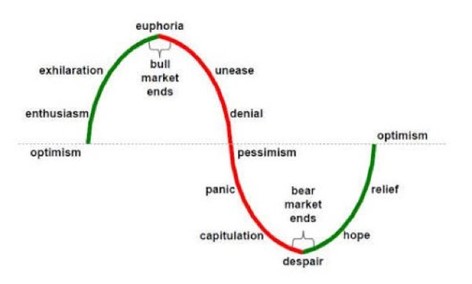 euphoria
bull
market
ends
exhilaration
unease
enthusiasm
denial
optimism
pessimism
optimism
panic
bear
market
ends
relief
capitulation
hope
despair